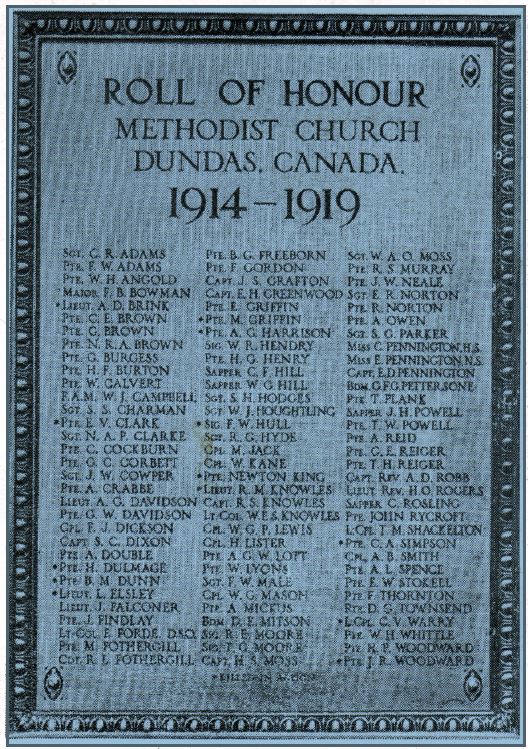 ROLL OF HONOUR
METHODIST CHURCH
DUNDAS, CANADA.
1914–1919
SGT. C. R. ADAMS
PTE. F. W. ADAMS
PTE. W. H. ANGOLD
MAJOR F. B. BOWMAN
*LIEUT. A. D. BRINK
PTE. C. E. BROWN
PTE. G. BROWN
PTE. N. R. A. BROWN
PTE. G. BURGESS
PTE. H. F. BURTON
PTE. W. CALVERT
F.A.M. W. J. CAMPBELL
SGT. S. S. CHARMAN
*PTE. E. V. CLARK
SGT. N. A. P. CLARKE
PTE. C. COCKBURN
PTE. G. C. CORBETT
SGT. J. W. COWPER
PTE. A. CRABBE
LIEUT. A. G. DAVIDSON
PTE. G. W. DAVIDSON
CPL. F. J. DICKSON
CAPT. S. C. DIXON
PTE. A. DOUBLE
*PTE. H. DULMAGE
*PTE. B. M. DUNN
*LIEUT. L. ELSLEY
LIEUT. J. FALCONER
PTE. J. FINDLAY
LT-COL. E. FORDE, D.S.O.
PTE. M. FOTHERGILL
CDT. R. L. FOTHERGILL
PTE. B. G. FREEBORN
PTE. F. GORDON
CAPT. J. S. GRAFTON
CAPT. E. H. GREENWOOD
PTE. E. GRIFFIN
*PTE. M. GRIFFIN
*PTE. A. C. HARRISON
SIG. W. R. HENDRY
PTE. H. G. HENRY
SAPPER C. F. HILL
SAPPER W. G. HILL
SGT. S. H. HODGES
SGT. W. J. HOUGHTLING
*SIG. F. W. HULL
SGT. R. G. HYDE
CPL. M. JACK
CPL. W. KANE
*PTE. NEWTON KING
*LIEUT. R. M. KNOWLES
CAPT. R. S. KNOWLES
LT. COL. W. E. S. KNOWLES
CPL. W. G. P. LEWIS
CPL. H. LISTER
PTE. A. G. W. LOFT
PTE. W. LYONS
SGT. F. W. MALE
CPL. W. G. MASON
PTE. A. MICKUS
BDM. D. E. MITSON
SIG. R. E. MOORE
SIG. F. G. MOORE
CAPT. H. S. MOSS
SGT. W. A. O. MOSS
PTE. R. S. MURRAY
PTE. J. W. NEALE
SGT. E. R. NORTON
PTE. R. NORTON
PTE. A. OWEN
SGT. S. G. PARKER
MISS C. PENNINGTON, H.S.
MISS E. PENNINGTON, N.S.
CAPT. E. D. PENNINGTON
BDM. G. F. G. PETTER, SONE
PTE. T. PLANK
SAPPER J. H. POWELL
PTE. T. W. POWELL
PTE. A. REID
PTE. G. E. REIGER
PTE. T. H. REIGER
CAPT. REV. A. D. ROBB
LIEUT. REV. H. O. ROGERS
SAPPER C. ROSLING
PTE. JOHN RYCROFT
L.CPL. T. M. SHACKELTON
*PTE. C. A. SIMPSON
CPL. A. B. SMITH
PTE. A. L. SPENCE
PTE. E. W. STOKELL
PTE. F. THORNTON
PTE. D. G. TOWNSEND
*L.CPL. C. V. WARRY
PTE. W. H. WHITTLE
PTE. H. F. WOODWARD
*PTE. J. R. WOODWARD
*KILLED IN ACTION